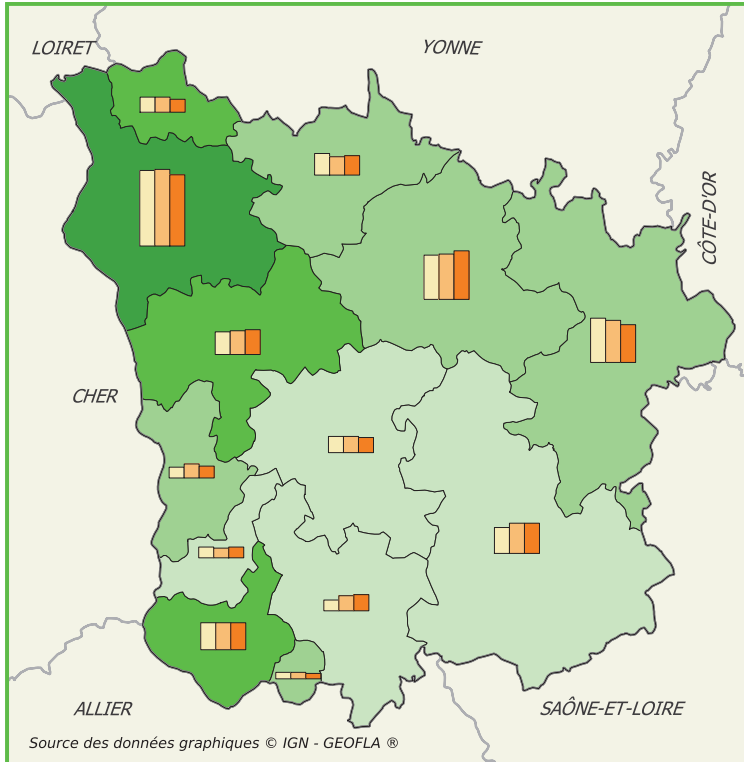 LOIRET
YONNE
CÔTE-D'OR
CHER
ALLIER
SAÔNE-ET-LOIRE
Source des données graphiques © IGN - GEOFLA ®